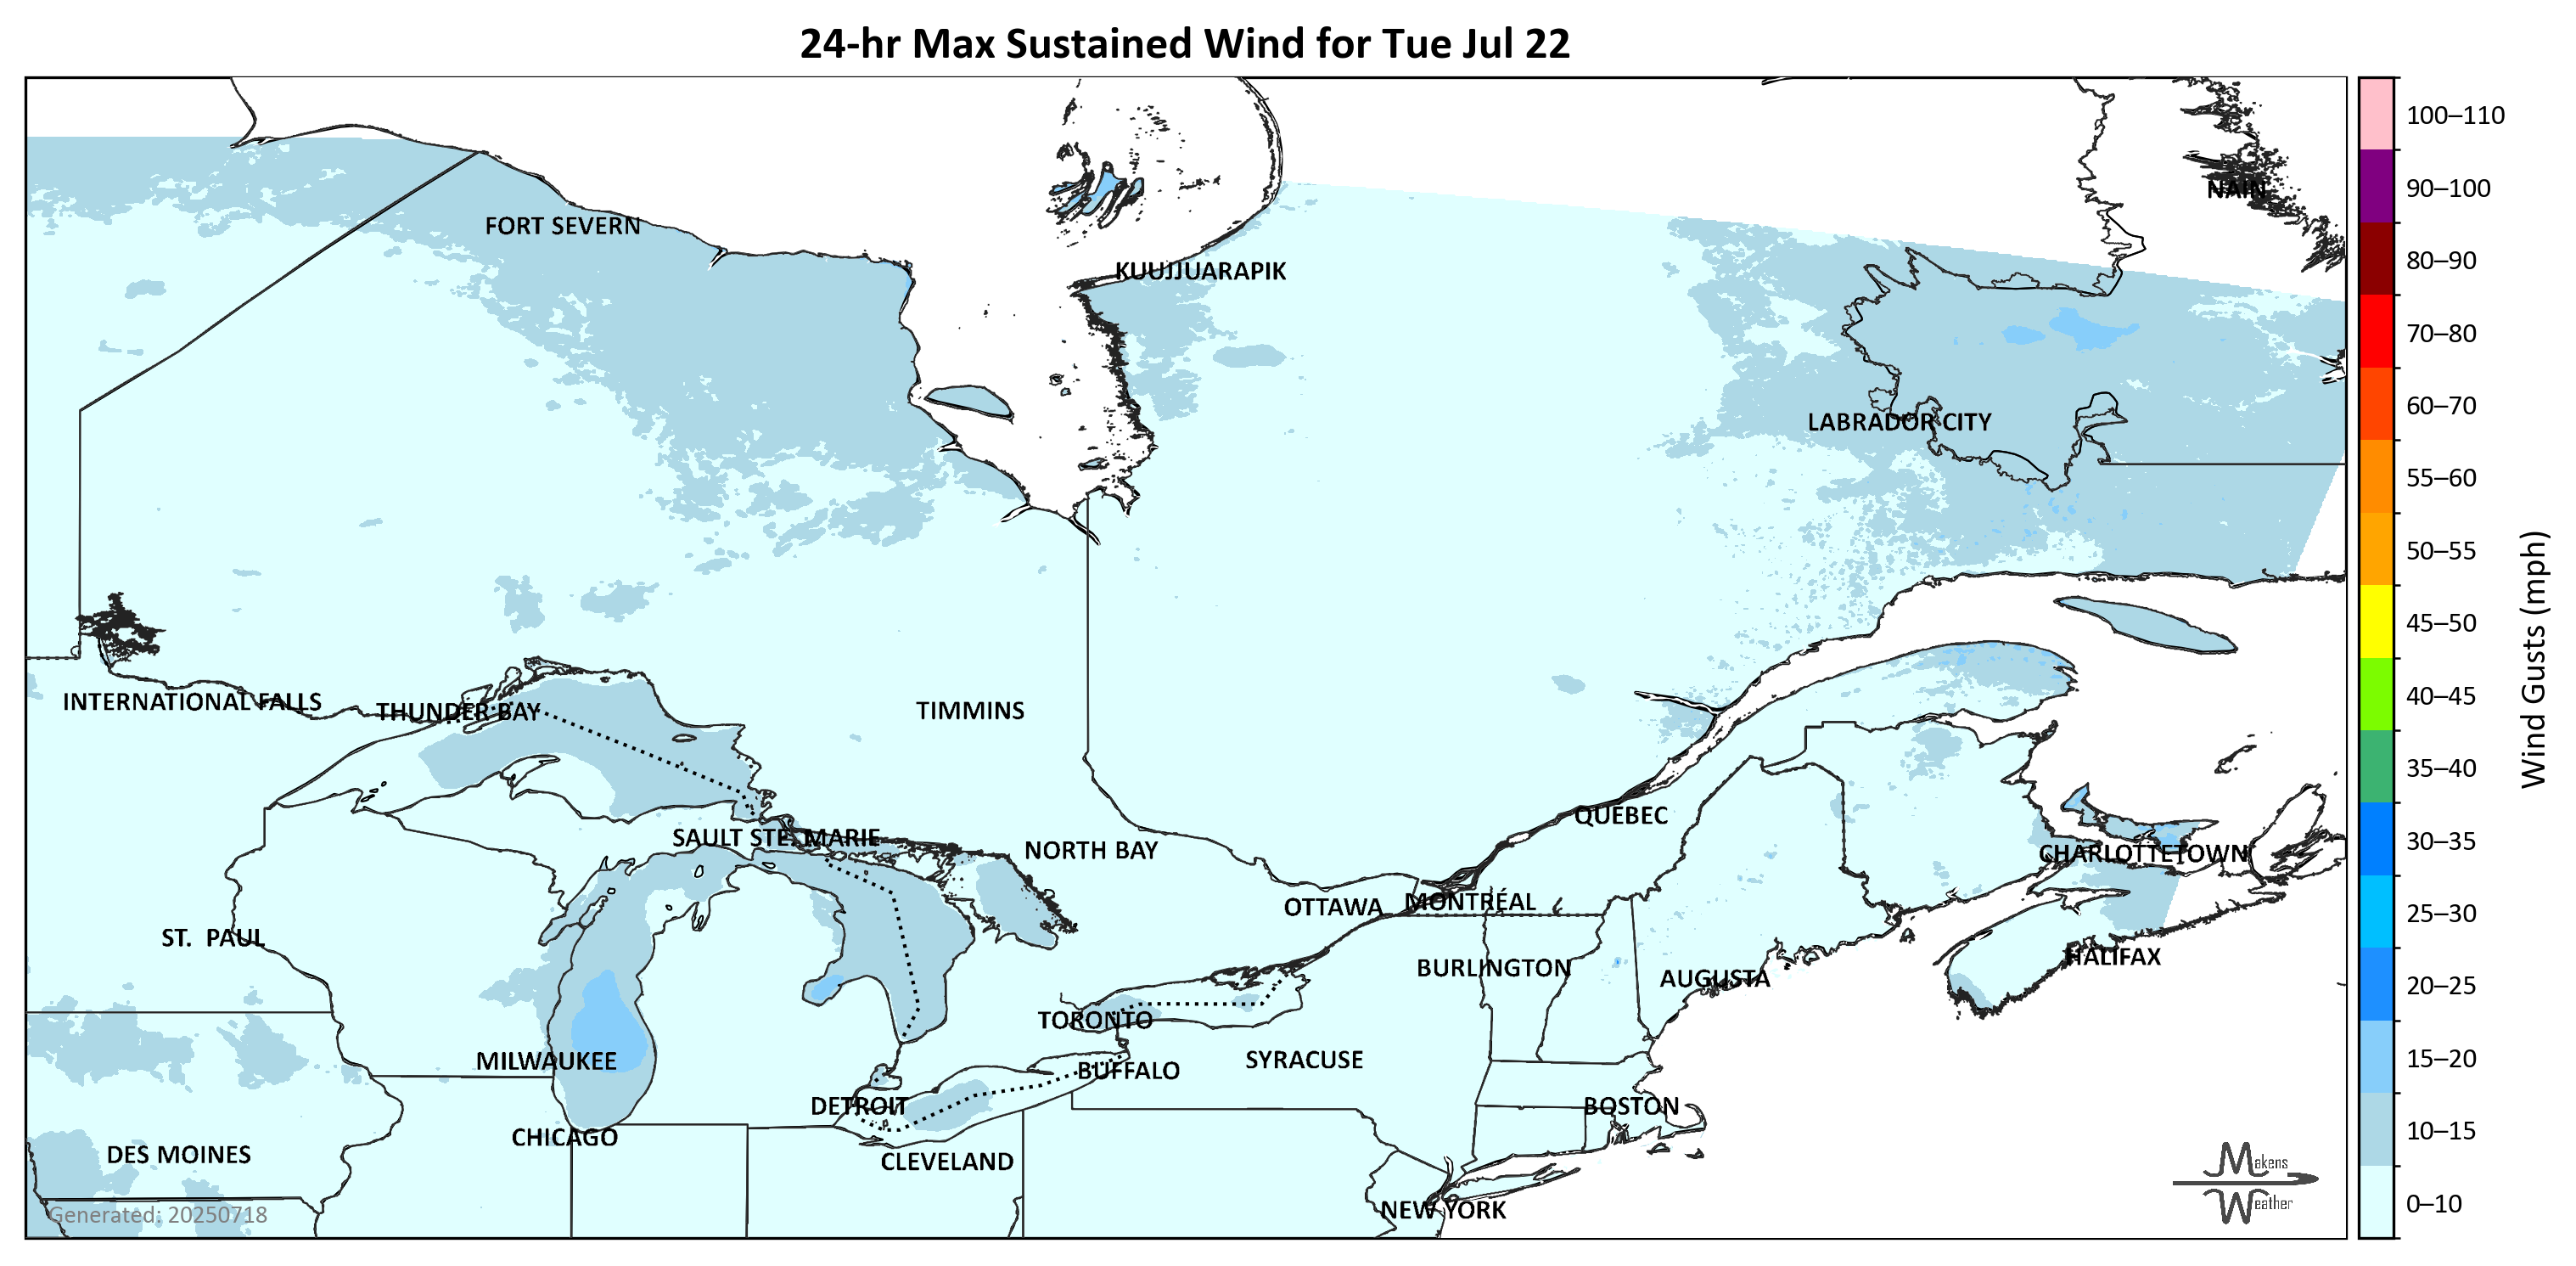 24-hr Max Sustained Wind for Tue Jul 22
NAIN
FORT SEVERN
KUUJJUARAPIK
LABRADOR CITY
INTERNATIONAL FALLS
THUNDER BAY
TIMMINS
QUÉBEC
SAULT STE. MARIE
NORTH BAY
CHARLOTTETOWN
OTTAWA
MONTRÉAL
ST. PAUL
HALIFAX
BURLINGTON
AUGUSTA
TORONTO
MILWAUKEE
SYRACUSE
BUFFALO
DETROIT
BOSTON
CHICAGO
DES MOINES
CLEVELAND
NEW YORK
Generated: 20250718
Makens
Weather
100–110
90–100
80–90
70–80
60–70
55–60
50–55
45–50
40–45
35–40
30–35
25–30
20–25
15–20
10–15
0–10
Wind Gusts (mph)